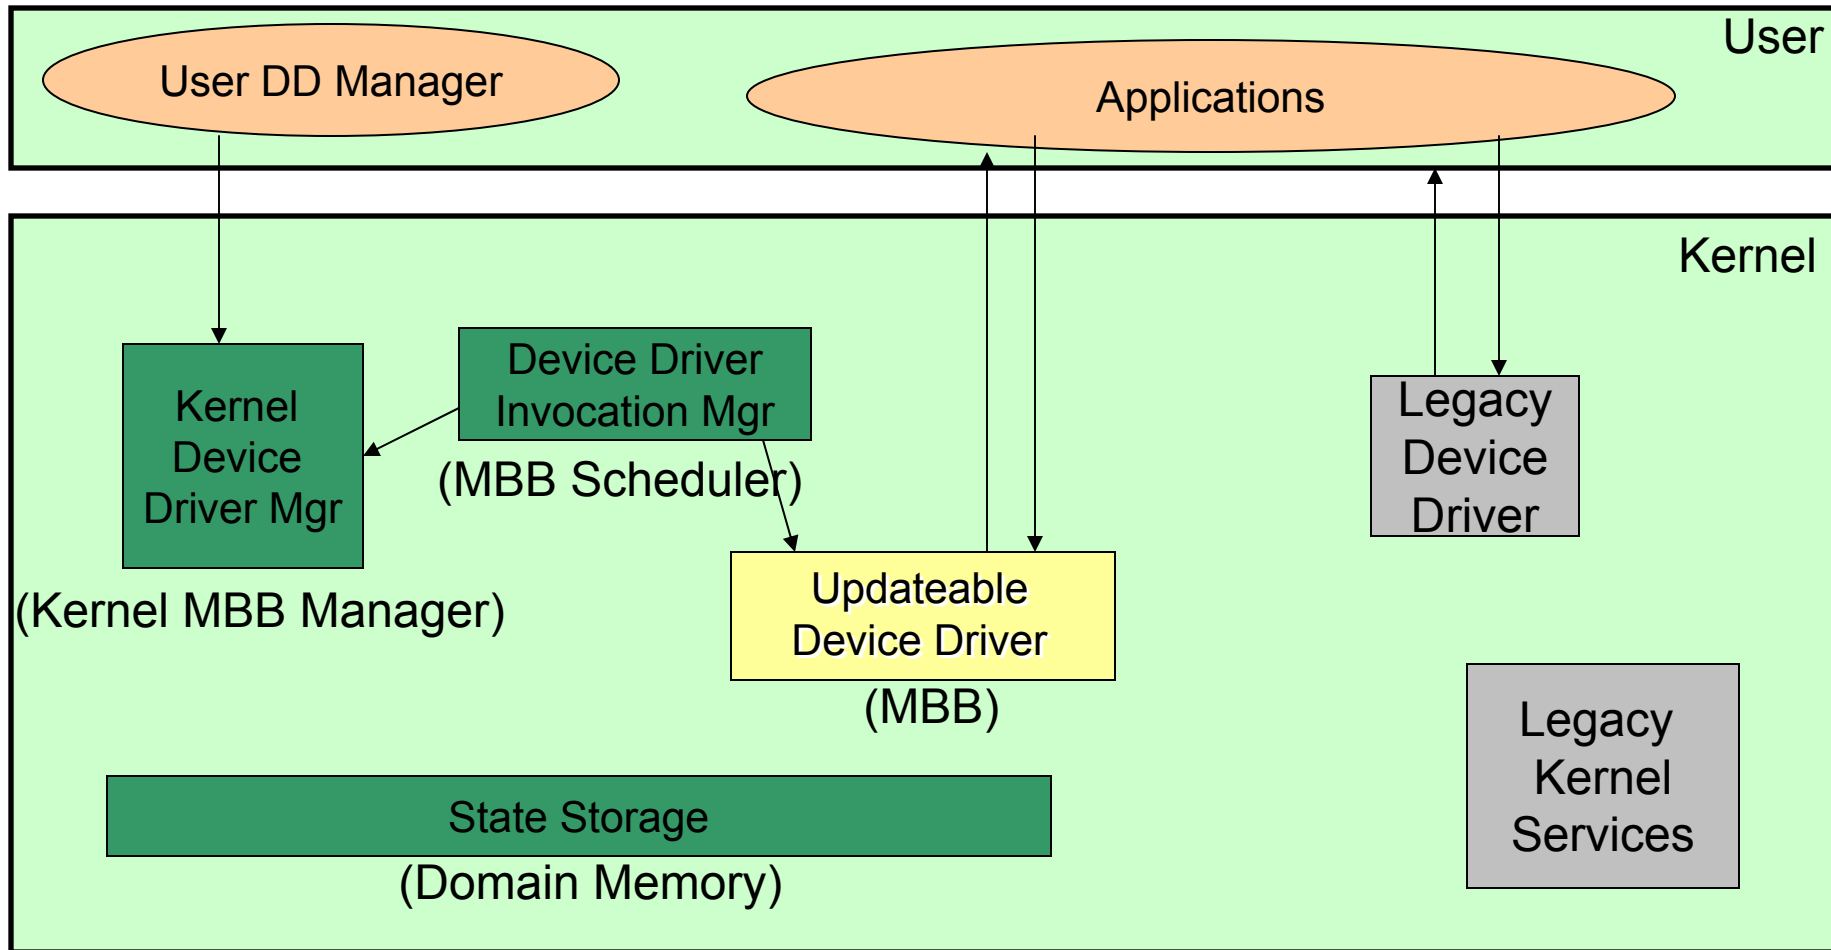 User
User DD Manager
Applications
Kernel
Kernel
Device
Driver Mgr
(Kernel MBB Manager)
Device Driver
Invocation Mgr
(MBB Scheduler)
Updateable
Device Driver
(MBB)
Legacy
Device
Driver
Legacy
Kernel
Services
State Storage
(Domain Memory)